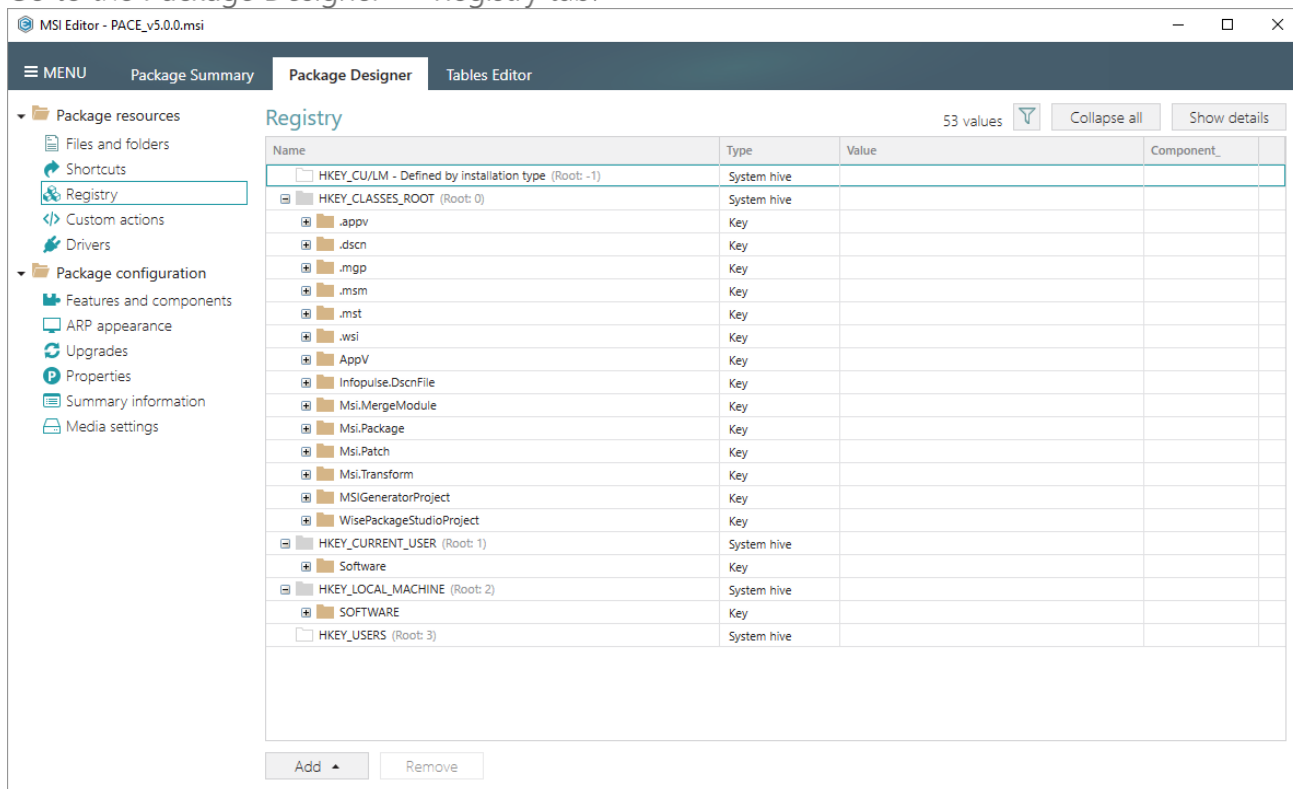 MSI Editor - PACE_v5.0.0.msi
MENU Package Summary Package Designer Tables Editor
Package resources
Files and folders
Shortcuts
Registry
Custom actions
Drivers
Package configuration
Features and components
ARP appearance
Upgrades
Properties
Summary information
Media settings
Registry 53 values Collapse all Show details
Name Type Value Component_
HKEY_CU/LM - Defined by installation type (Root: -1) System hive
HKEY_CLASSES_ROOT (Root: 0) System hive
.appv Key
.dscn Key
.mgp Key
.msm Key
.mst Key
.wsi Key
AppV Key
Infopulse.DscnFile Key
Msi.MergeModule Key
Msi.Package Key
Msi.Patch Key
Msi.Transform Key
MSIGeneratorProject Key
WisePackageStudioProject Key
HKEY_CURRENT_USER (Root: 1) System hive
Software Key
HKEY_LOCAL_MACHINE (Root: 2) System hive
SOFTWARE Key
HKEY_USERS (Root: 3) System hive
Add Remove